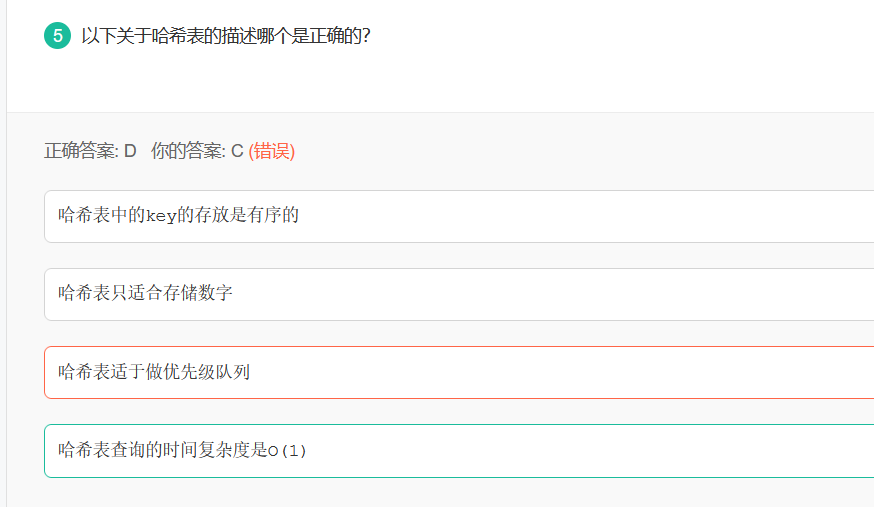 5 以下关于哈希表的描述哪个是正确的？
正确答案: D 你的答案: C (错误)
哈希表中的key的存放是有序的
哈希表只适合存储数字
哈希表适于做优先级队列
哈希表查询的时间复杂度是O(1)